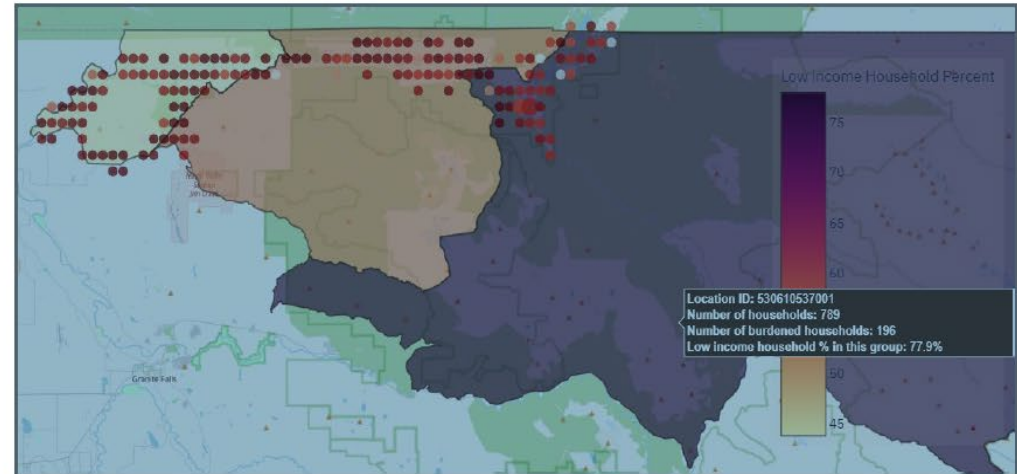 Low Income Household Percent
75
70
65
60
Location ID: 530610537001
Number of households: 789
Number of burdened households: 196
Low income household % in this group: 77.9%
50
45
Granite Falls